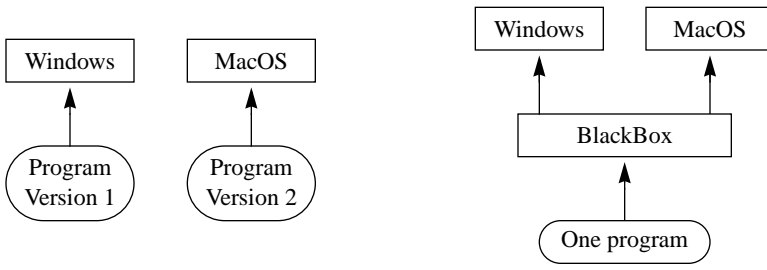 Windows
MacOS
Program
Version 1
Program
Version 2
Windows
MacOS
BlackBox
One program